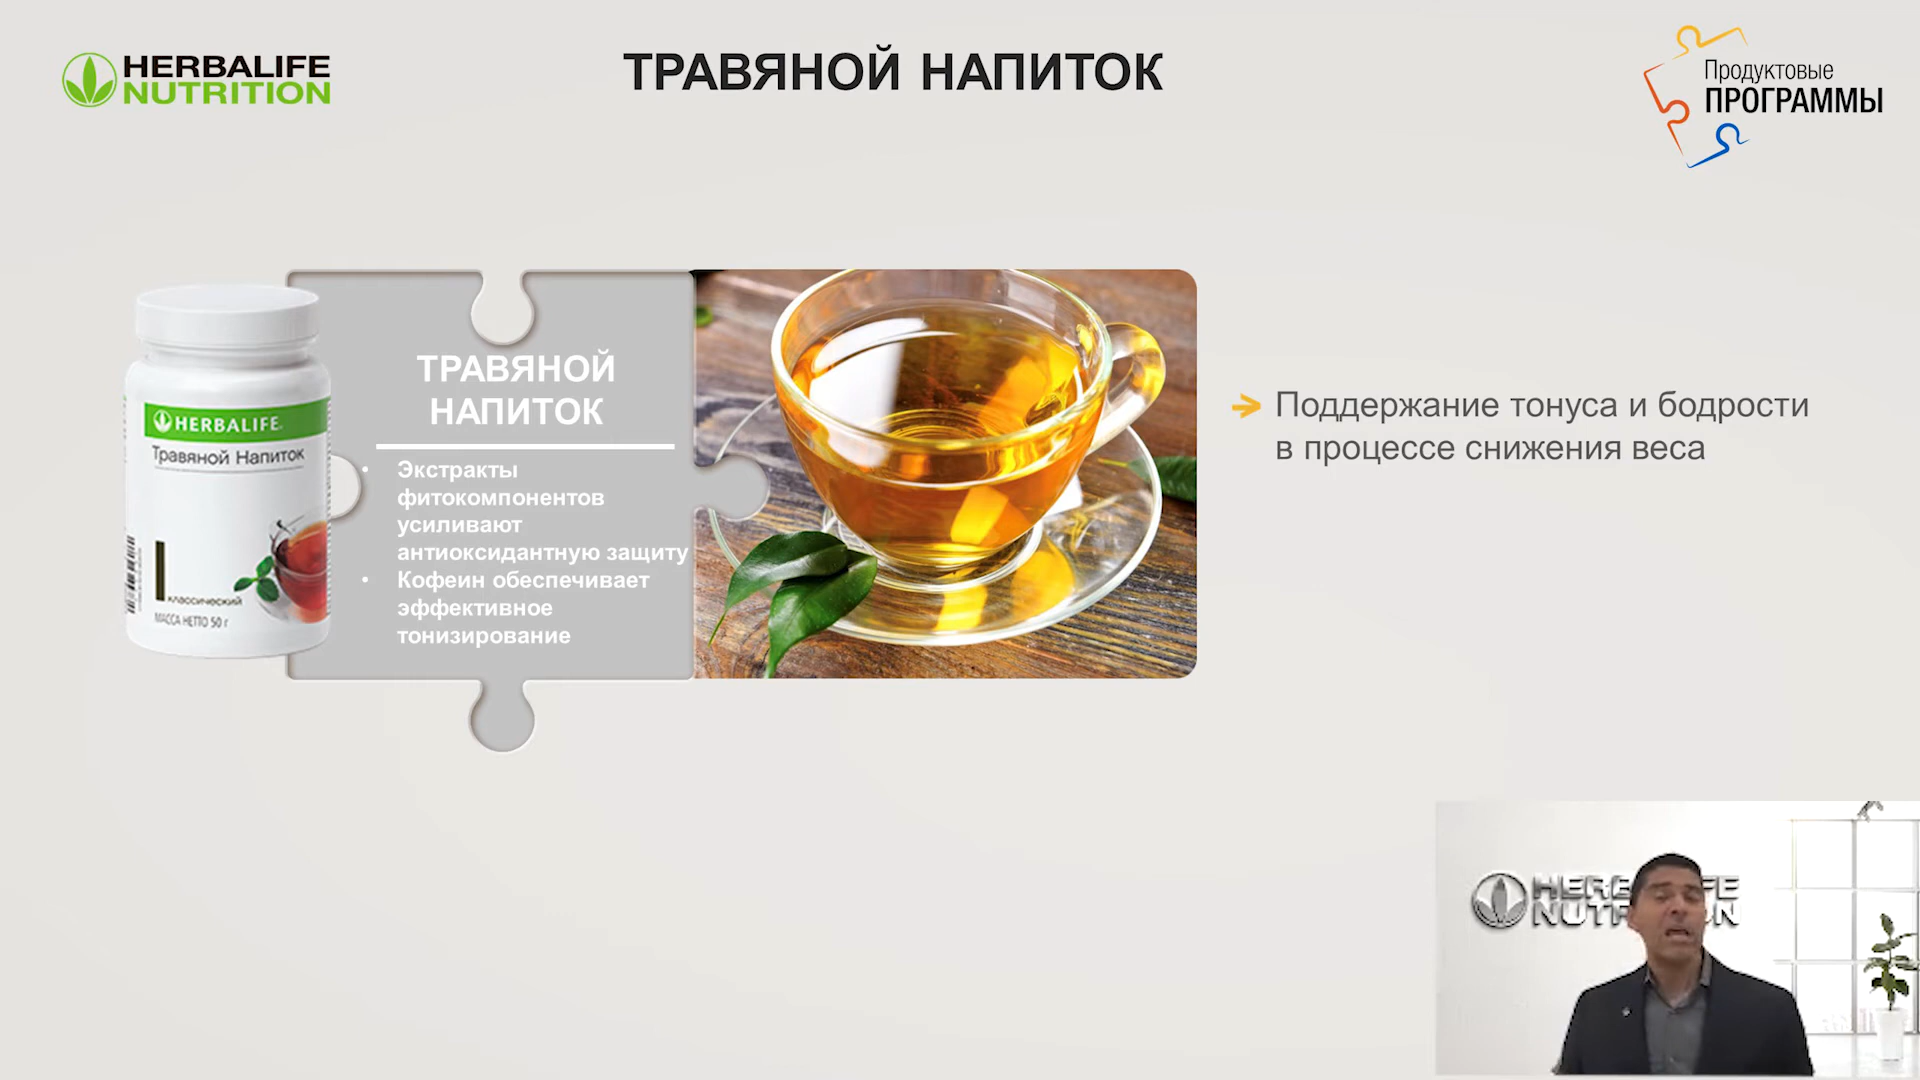 HERBALIFE
NUTRITION
ТРАВЯНОЙ НАПИТОК
Продуктовые
ПРОГРАММЫ
HERBALIFE
Травяной Напиток
классический
МАССА НЕТТО 50 г
ТРАВЯНОЙ
НАПИТОК
• Экстракты
фитокомпонентов
усиливают
антиоксидантную защиту
• Кофеин обеспечивает
эффективное
тонизирование
Поддержание тонуса и бодрости
в процессе снижения веса